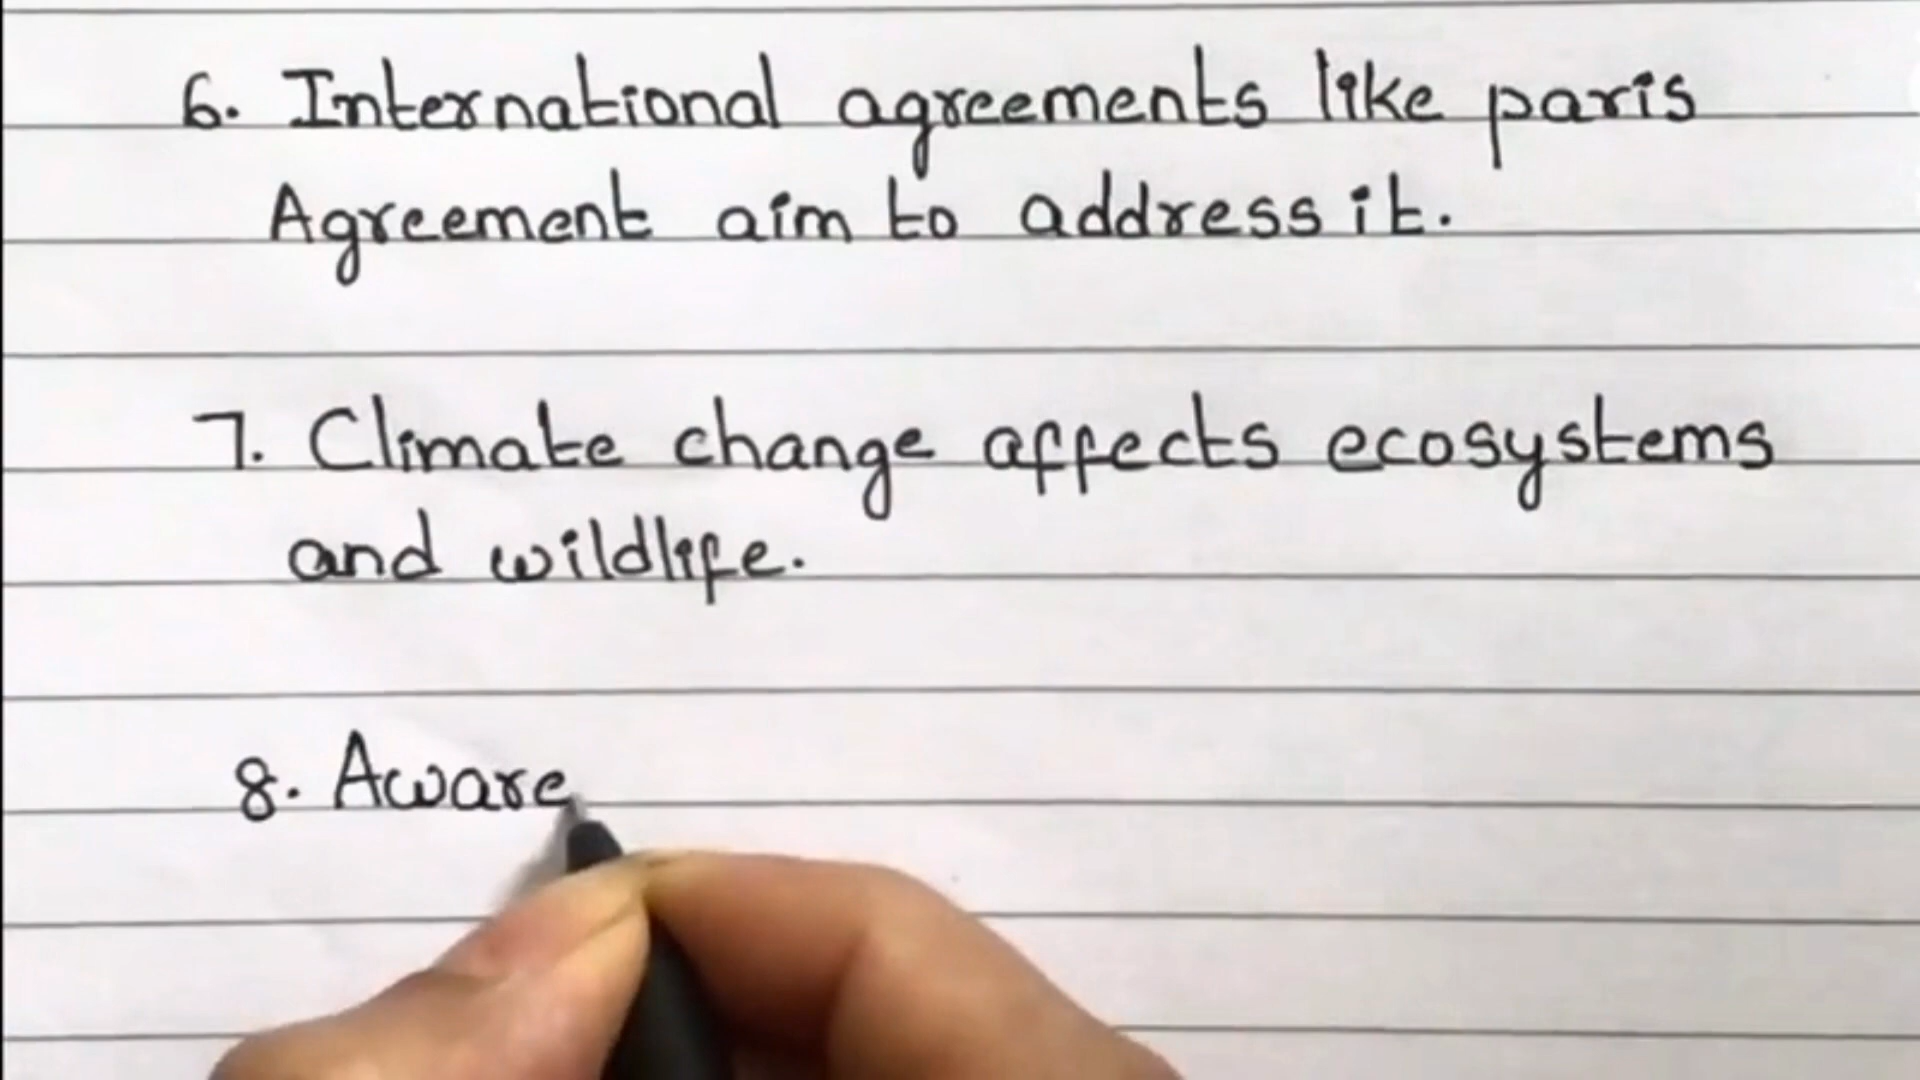 6. International agreements like paris
Agreement aim to address it.
7. Climate change affects ecosystems
and wildlife.
8. Aware